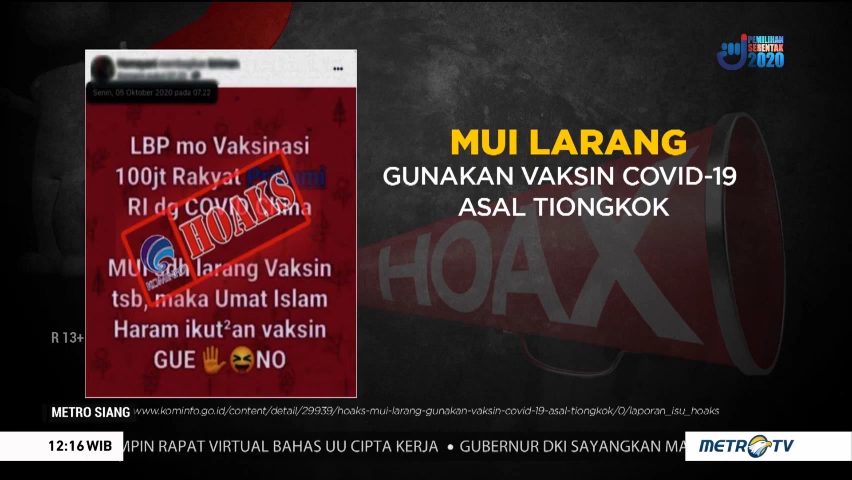 PEMILIHAN
SERENTAK
2020
Senin, 05 Oktober 2020 pada 07.22
LBP mo Vaksinasi
100jt Rakyat
RI dg COVID
MUI sdh larang Vaksin
tsb, maka Umat Islam
Haram ikut²an vaksin
GUE ✋😆NO
HOAKS
MUI LARANG
GUNAKAN VAKSIN COVID-19
ASAL TIONGKOK
HOAX
R 13+
METRO SIANG
www.kominfo.go.id/content/detail/29939/hoaks-mui-larang-gunakan-vaksin-covid-19-asal-tiongkok/0/laporan_isu_hoaks
12:16 WIB
MPIN RAPAT VIRTUAL BAHAS UU CIPTA KERJA • GUBERNUR DKI SAYANGKAN MA
METRO TV